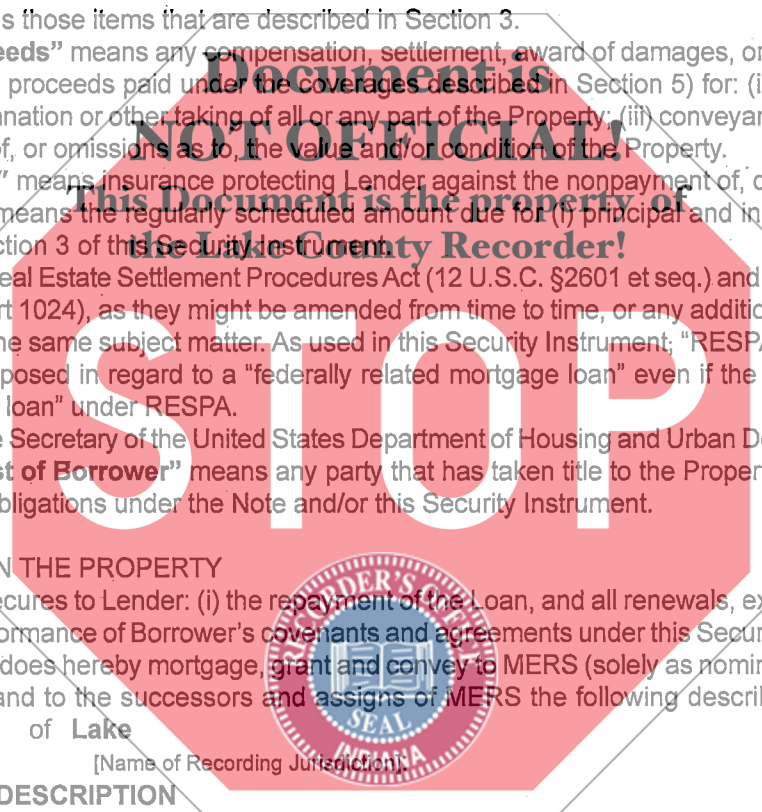 s those items that are described in Section 3.
eeds” means any compensation, settlement, award of damages, or
proceeds paid under the coverages described in Section 5) for: (i
nation or other taking of all or any part of the Property; (iii) conveyan
f, or omissions as to, the value and/or condition of the Property.
” means insurance protecting Lender against the nonpayment of, o
means the regularly scheduled amount due for (i) principal and in
ction 3 of this Security Instrument.
eal Estate Settlement Procedures Act (12 U.S.C. §2601 et seq.) and
rt 1024), as they might be amended from time to time, or any additio
he same subject matter. As used in this Security Instrument, “RESPA
posed in regard to a “federally related mortgage loan” even if the
loan” under RESPA.
e Secretary of the United States Department of Housing and Urban De
st of Borrower” means any party that has taken title to the Propert
bligations under the Note and/or this Security Instrument.
N THE PROPERTY
ecures to Lender: (i) the repayment of the Loan, and all renewals, ex
ormance of Borrower’s covenants and agreements under this Secur
does hereby mortgage, grant and convey to MERS (solely as nomin
and to the successors and assigns of MERS the following describ
of Lake
[Name of Recording Jurisdiction]:
DESCRIPTION
Document is
NOT OFFICIAL!
This Document is the property of
the Lake County Recorder!
STOP
RECORDER'S OFFICE
SEAL
INDIANA